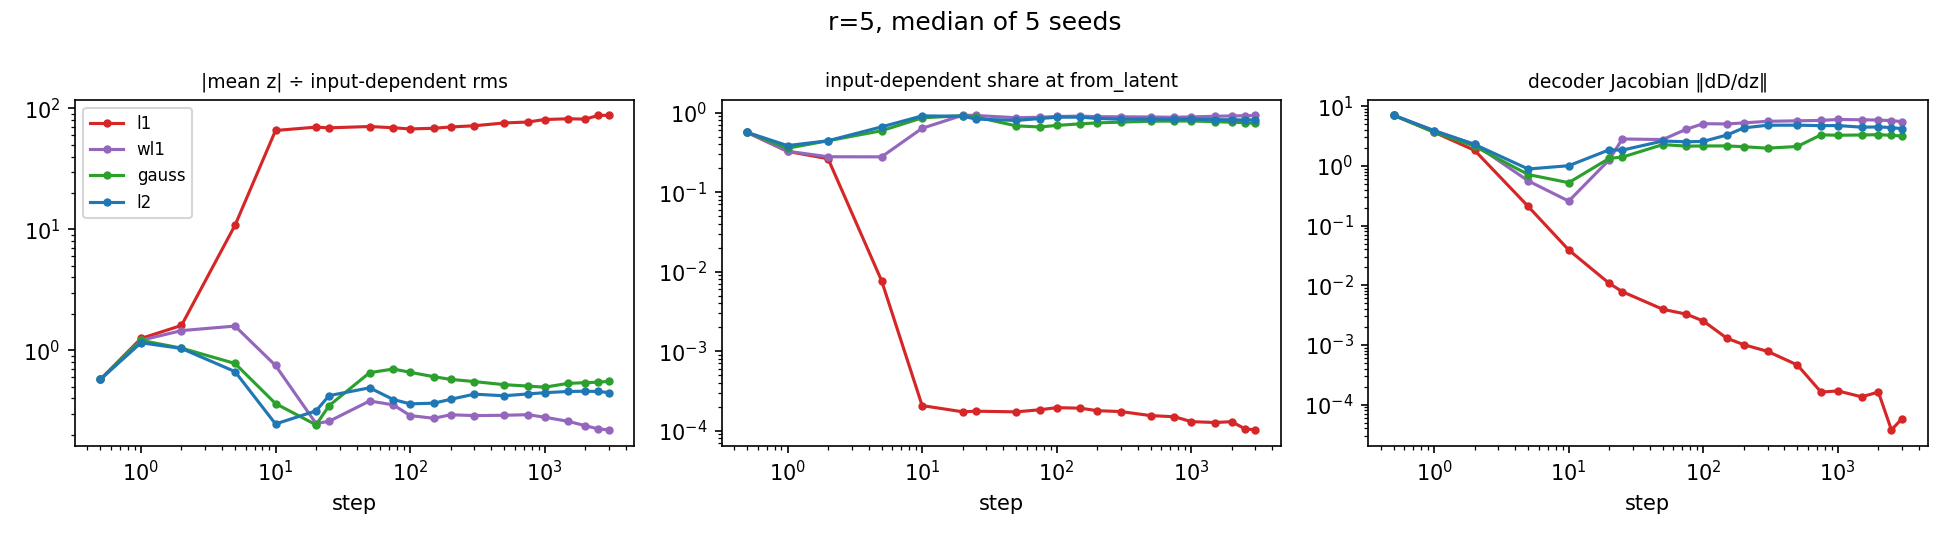 r=5, median of 5 seeds
|mean z| ÷ input-dependent rms
10²
10¹
10⁰
l1
wl1
gauss
l2
10⁰ 10¹ 10² 10³
step
input-dependent share at from_latent
10⁰
10⁻¹
10⁻²
10⁻³
10⁻⁴
10⁰ 10¹ 10² 10³
step
decoder Jacobian ‖dD/dz‖
10¹
10⁰
10⁻¹
10⁻²
10⁻³
10⁻⁴
10⁰ 10¹ 10² 10³
step